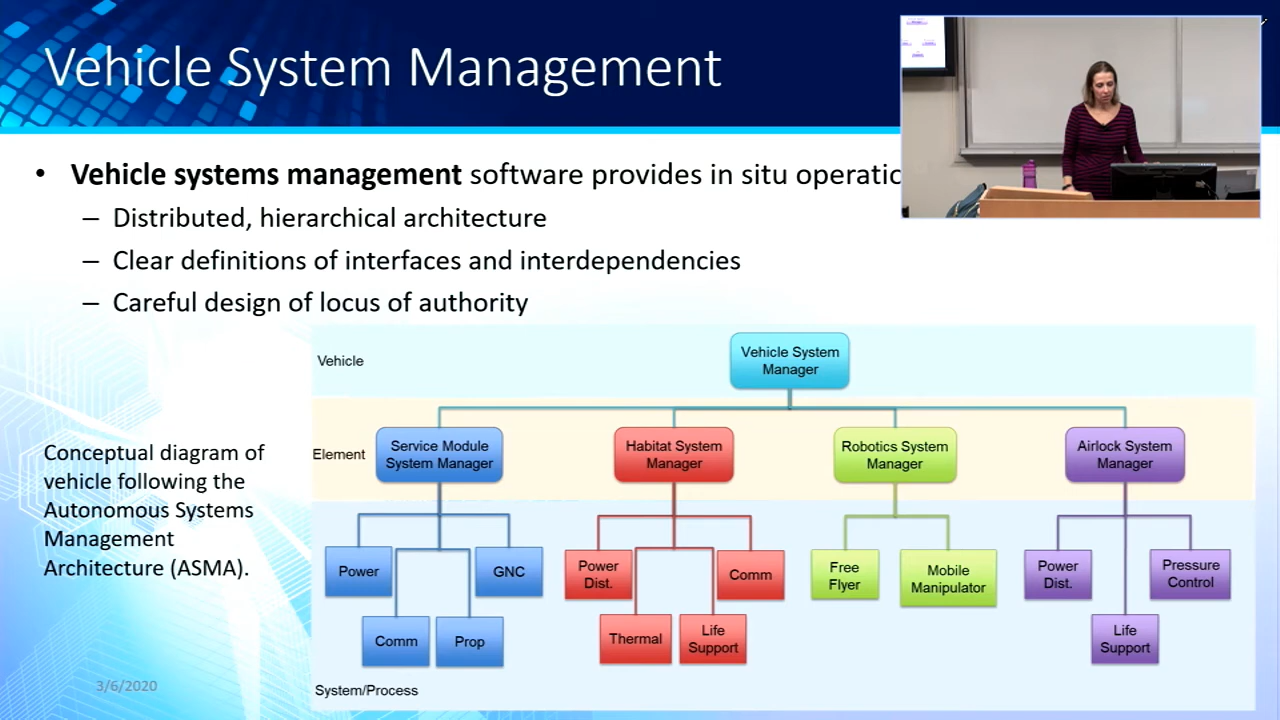 Vehicle System Management
• Vehicle systems management software provides in situ operatio
– Distributed, hierarchical architecture
– Clear definitions of interfaces and interdependencies
– Careful design of locus of authority
Vehicle
Vehicle System
Manager
Element
Service Module
System Manager
Habitat System
Manager
Robotics System
Manager
Airlock System
Manager
Conceptual diagram of
vehicle following the
Autonomous Systems
Management
Architecture (ASMA).
Power
GNC
Comm
Prop
Power
Dist.
Comm
Thermal
Life
Support
Free
Flyer
Mobile
Manipulator
Power
Dist.
Pressure
Control
Life
Support
System/Process
3/6/2020